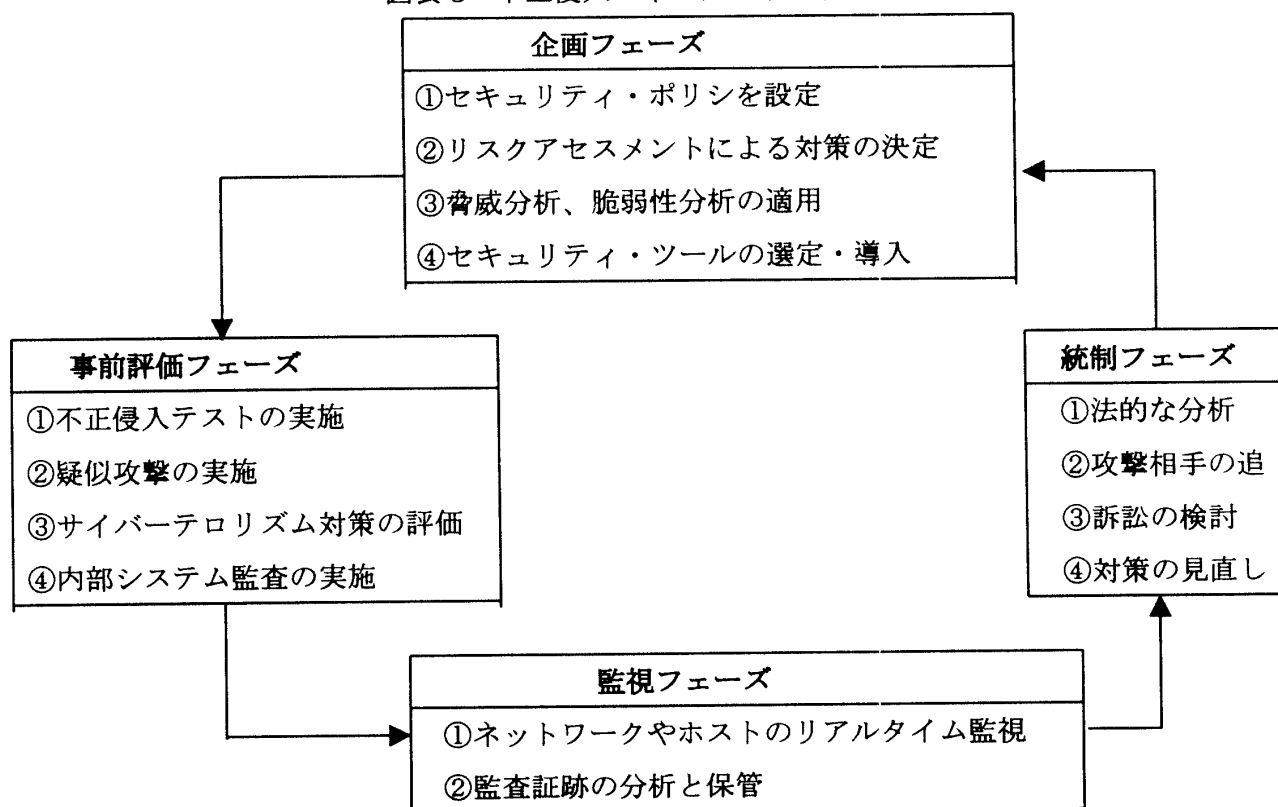 企画フェーズ
①セキュリティ・ポリシを設定
②リスクアセスメントによる対策の決定
③脅威分析、脆弱性分析の適用
④セキュリティ・ツールの選定・導入
事前評価フェーズ
①不正侵入テストの実施
②疑似攻撃の実施
③サイバーテロリズム対策の評価
④内部システム監査の実施
統制フェーズ
①法的な分析
②攻撃相手の追
③訴訟の検討
④対策の見直し
監視フェーズ
①ネットワークやホストのリアルタイム監視
②監査証跡の分析と保管